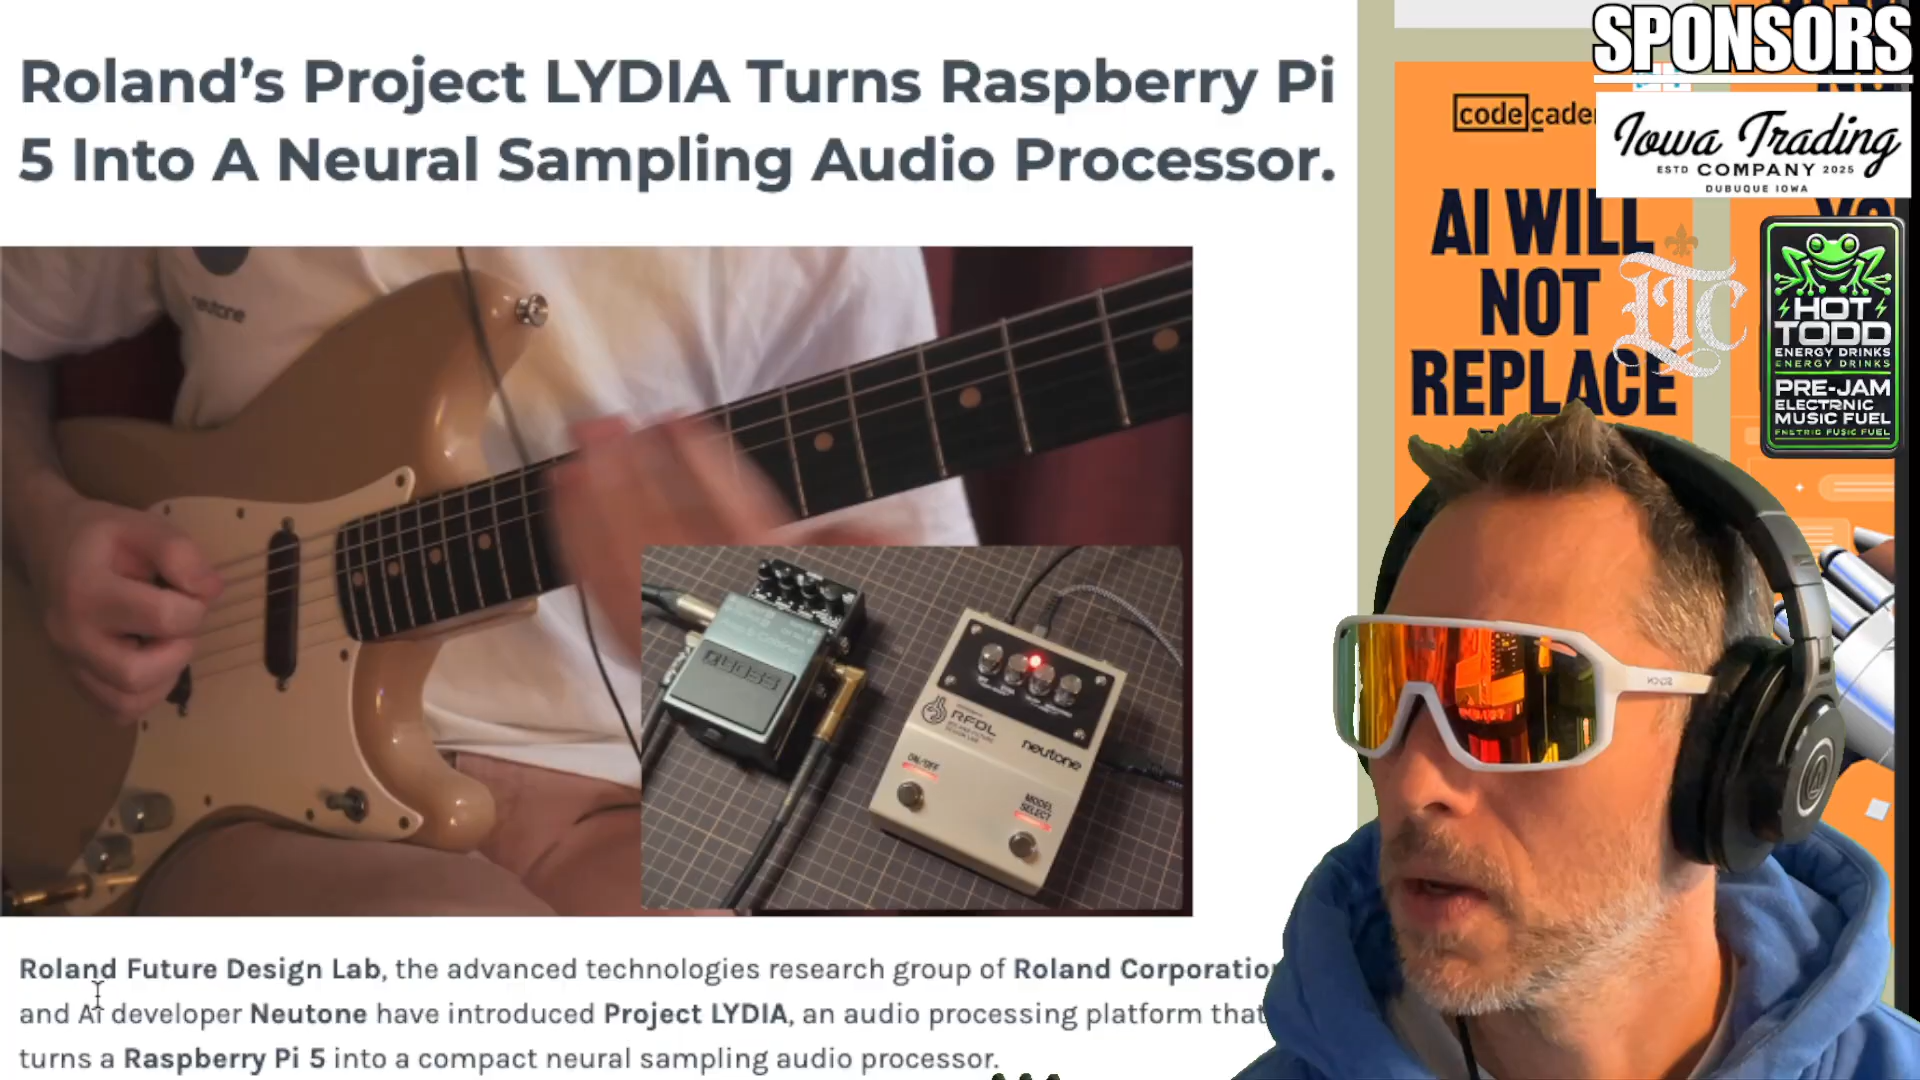 Roland's Project LYDIA Turns Raspberry Pi
5 Into A Neural Sampling Audio Processor.
neutone
BOSS
RFDL
neutone
ON/OFF
MODEL
SELECT
Roland Future Design Lab, the advanced technologies research group of Roland Corporatio
and AI developer Neutone have introduced Project LYDIA, an audio processing platform that
turns a Raspberry Pi 5 into a compact neural sampling audio processor.
SPONSORS
code cade
Iowa Trading
ESTD COMPANY 2025
DUBUQUE IOWA
AI WILL
NOT
REPLACE
ITC
HOT
TODD
ENERGY DRINKS
ENERGY DRINKS
PRE-JAM
ELECTRNIC
MUSIC FUEL